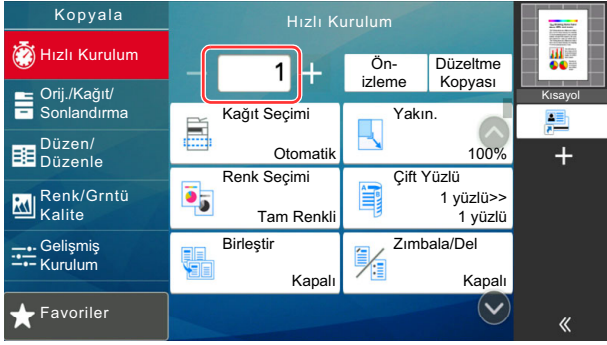 Kopyala
Hızlı Kurulum
Orij./Kağıt/
Sonlandırma
Düzen/
Düzenle
Renk/Grntü
Kalite
Gelişmiş
Kurulum
Favoriler
Hızlı Kurulum
1
Ön-
izleme
Düzeltme
Kopyası
Kağıt Seçimi
Otomatik
Yakın.
100%
Renk Seçimi
Tam Renkli
Çift Yüzlü
1 yüzlü>>
1 yüzlü
Birleştir
Kapalı
Zımbala/Del
Kapalı
Kısayol